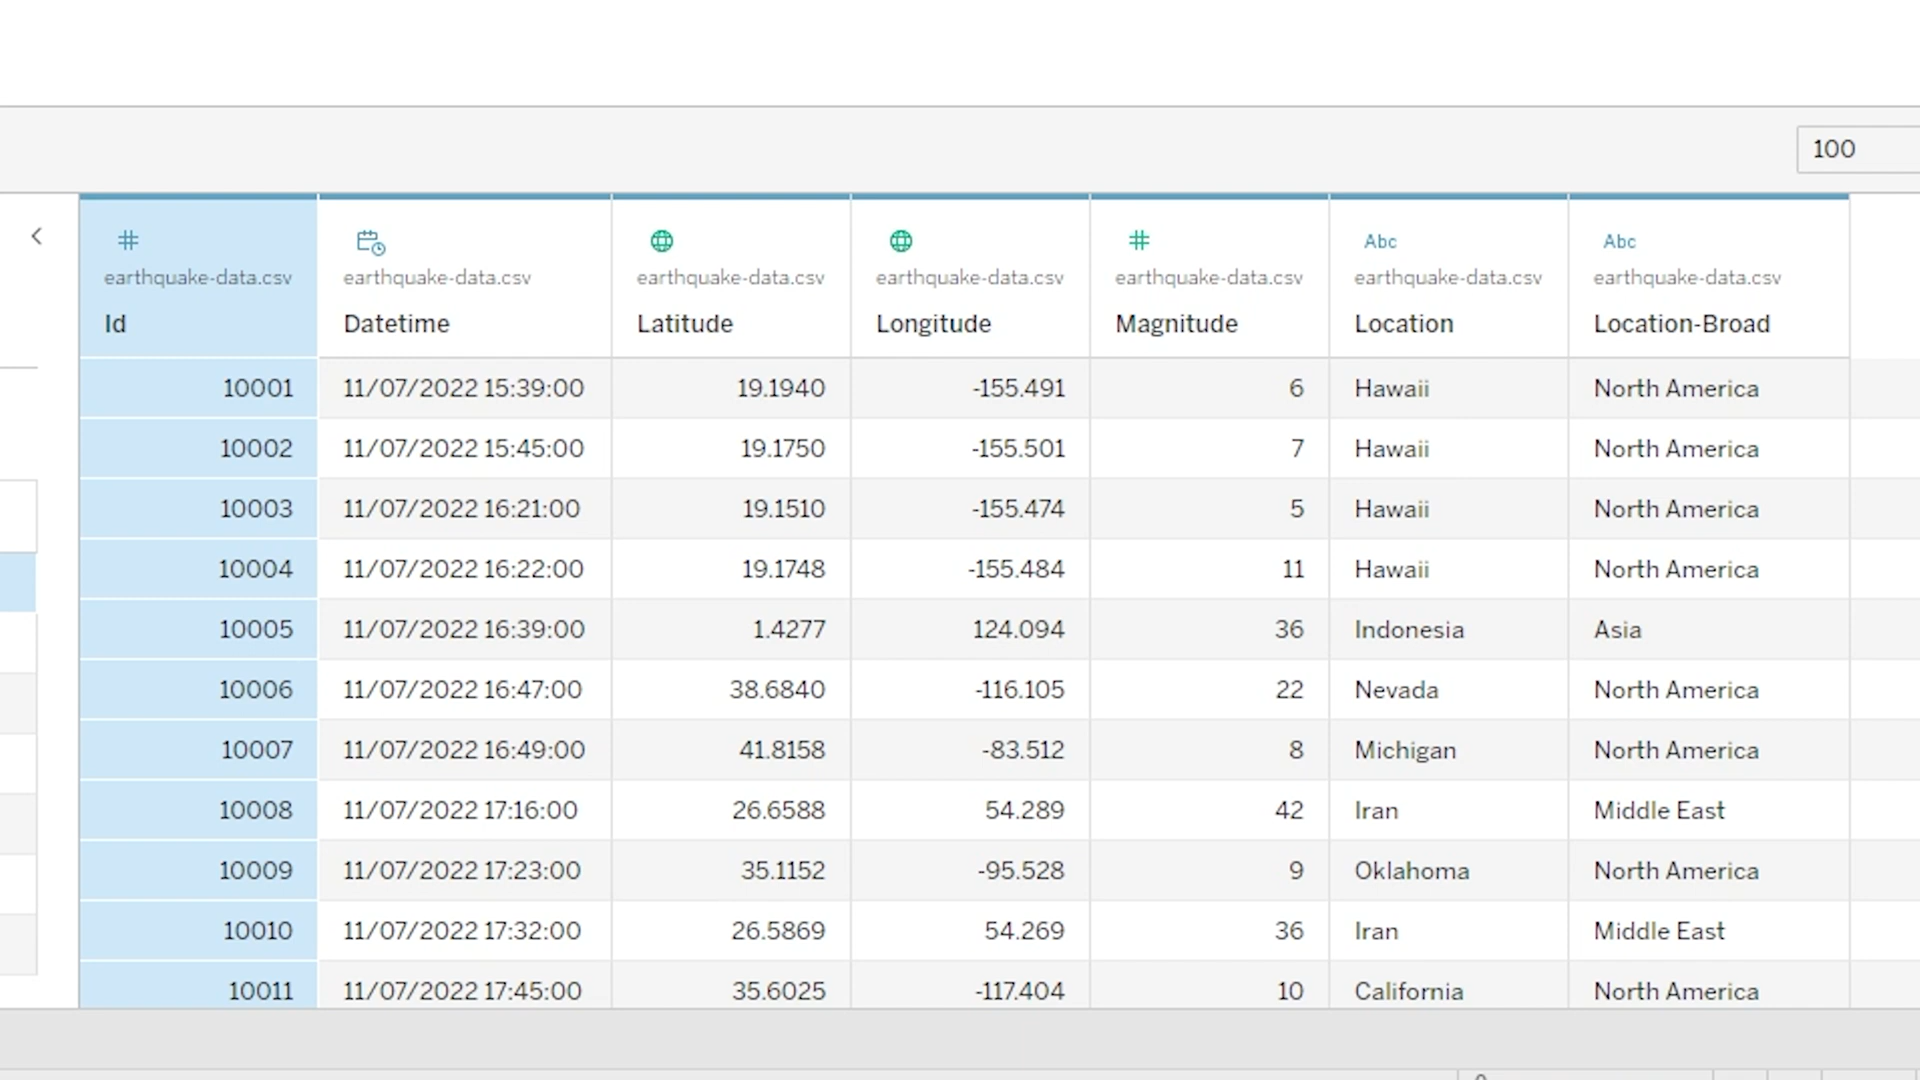 100
# earthquake-data.csv Id
earthquake-data.csv Datetime
earthquake-data.csv Latitude
earthquake-data.csv Longitude
# earthquake-data.csv Magnitude
Abc earthquake-data.csv Location
Abc earthquake-data.csv Location-Broad
10001 11/07/2022 15:39:00 19.1940 -155.491 6 Hawaii North America
10002 11/07/2022 15:45:00 19.1750 -155.501 7 Hawaii North America
10003 11/07/2022 16:21:00 19.1510 -155.474 5 Hawaii North America
10004 11/07/2022 16:22:00 19.1748 -155.484 11 Hawaii North America
10005 11/07/2022 16:39:00 1.4277 124.094 36 Indonesia Asia
10006 11/07/2022 16:47:00 38.6840 -116.105 22 Nevada North America
10007 11/07/2022 16:49:00 41.8158 -83.512 8 Michigan North America
10008 11/07/2022 17:16:00 26.6588 54.289 42 Iran Middle East
10009 11/07/2022 17:23:00 35.1152 -95.528 9 Oklahoma North America
10010 11/07/2022 17:32:00 26.5869 54.269 36 Iran Middle East
10011 11/07/2022 17:45:00 35.6025 -117.404 10 California North America